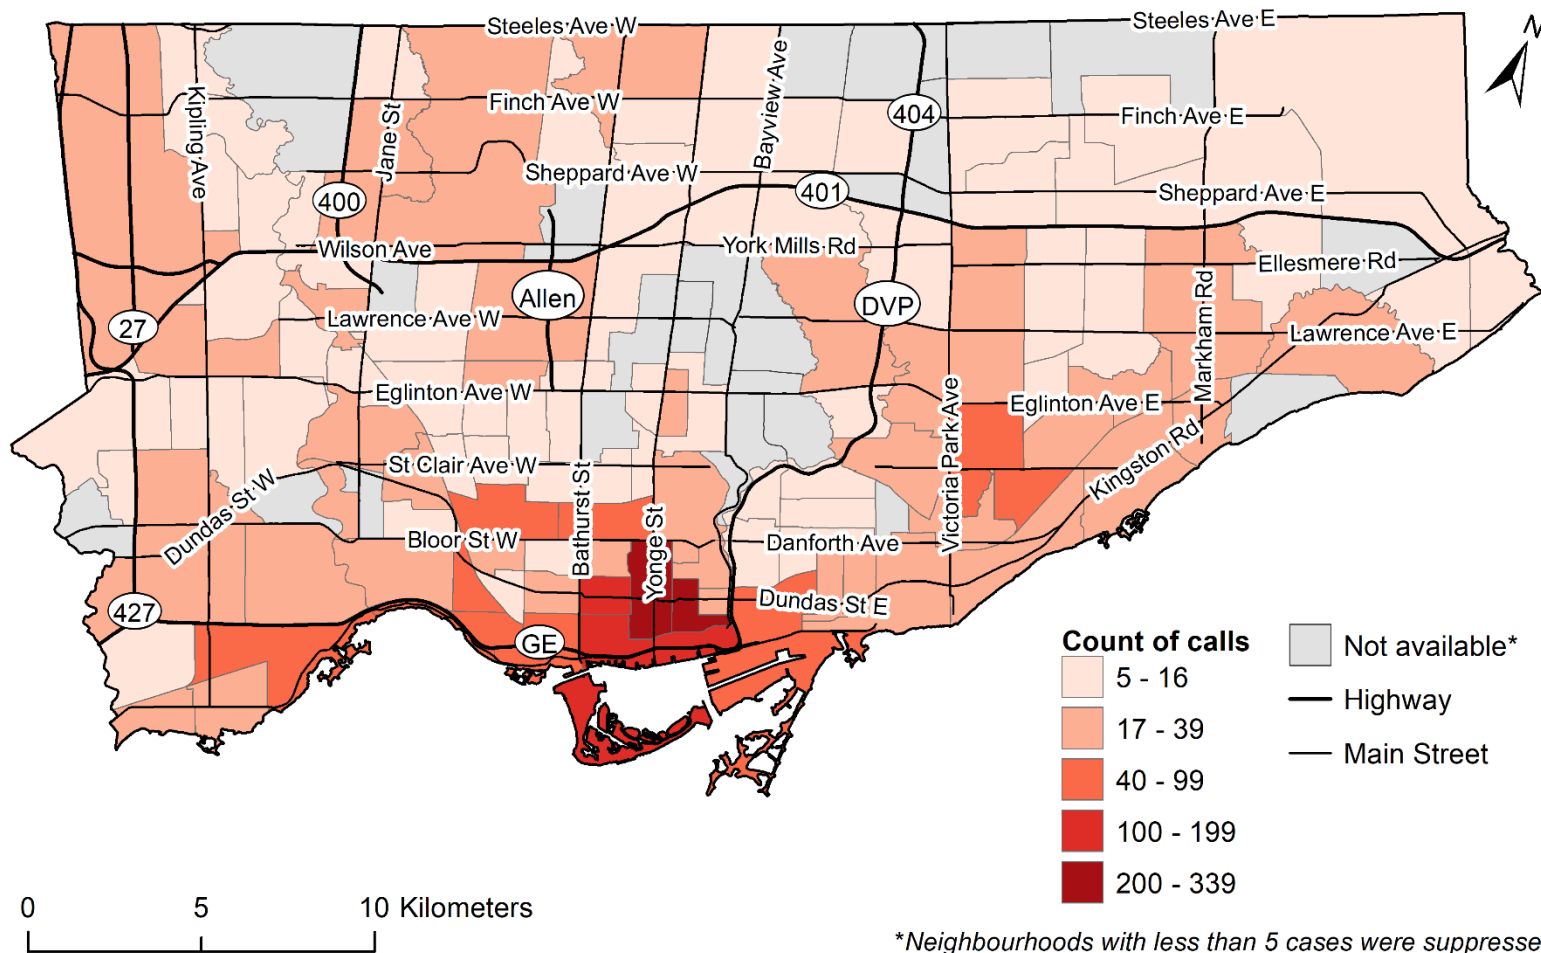 Steeles Ave W
Steeles Ave E
N
Finch Ave W
Finch Ave E
Kipling Ave
Jane St
Bayview Ave
404
Sheppard Ave W
Sheppard Ave E
400
401
Wilson Ave
York Mills Rd
Ellesmere Rd
Allen
DVP
27
Lawrence Ave W
Lawrence Ave E
Markham Rd
Eglinton Ave W
Eglinton Ave E
Victoria Park Ave
St Clair Ave W
Kingston Rd
Dundas St W
Bathurst St
Yonge St
Bloor St W
Danforth Ave
Dundas St E
427
GE
Count of calls
5 - 16
17 - 39
40 - 99
100 - 199
200 - 339
Not available*
Highway
Main Street
0 5 10 Kilometers
*Neighbourhoods with less than 5 cases were suppresse